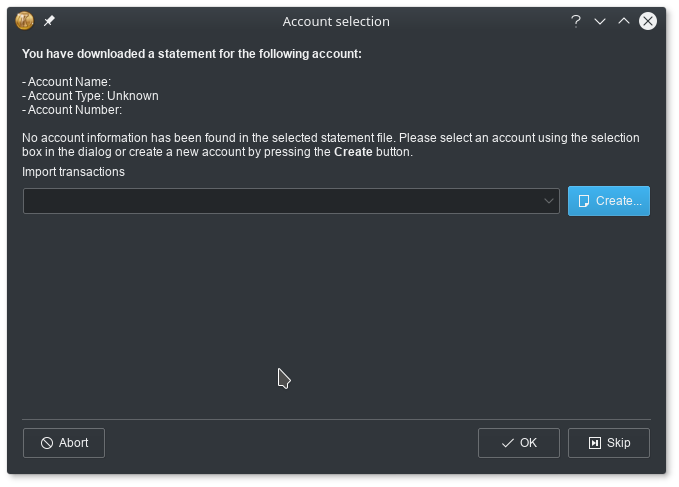 Account selection
You have downloaded a statement for the following account:
- Account Name:
- Account Type: Unknown
- Account Number:
No account information has been found in the selected statement file. Please select an account using the selection
box in the dialog or create a new account by pressing the Create button.
Import transactions
Create...
Abort
OK
Skip